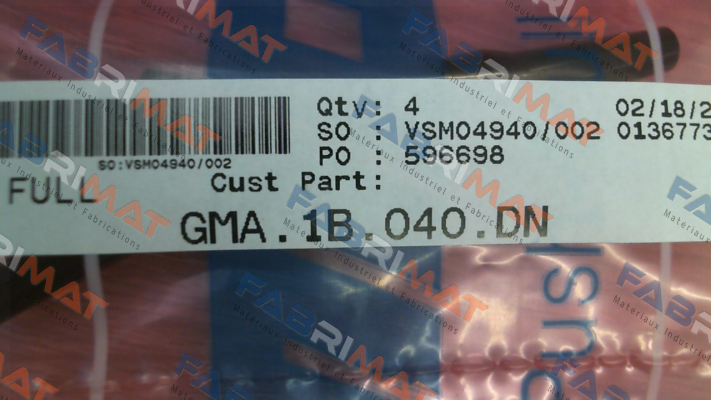 Qty: 4 02/18/2
SO : VSM04940/002 0136773
PO : 596698
SO:VSM04940/002
FULL Cust Part:
GMA.1B.040.DN
FABRIMAT
Materiaux Industriel et Fabrications